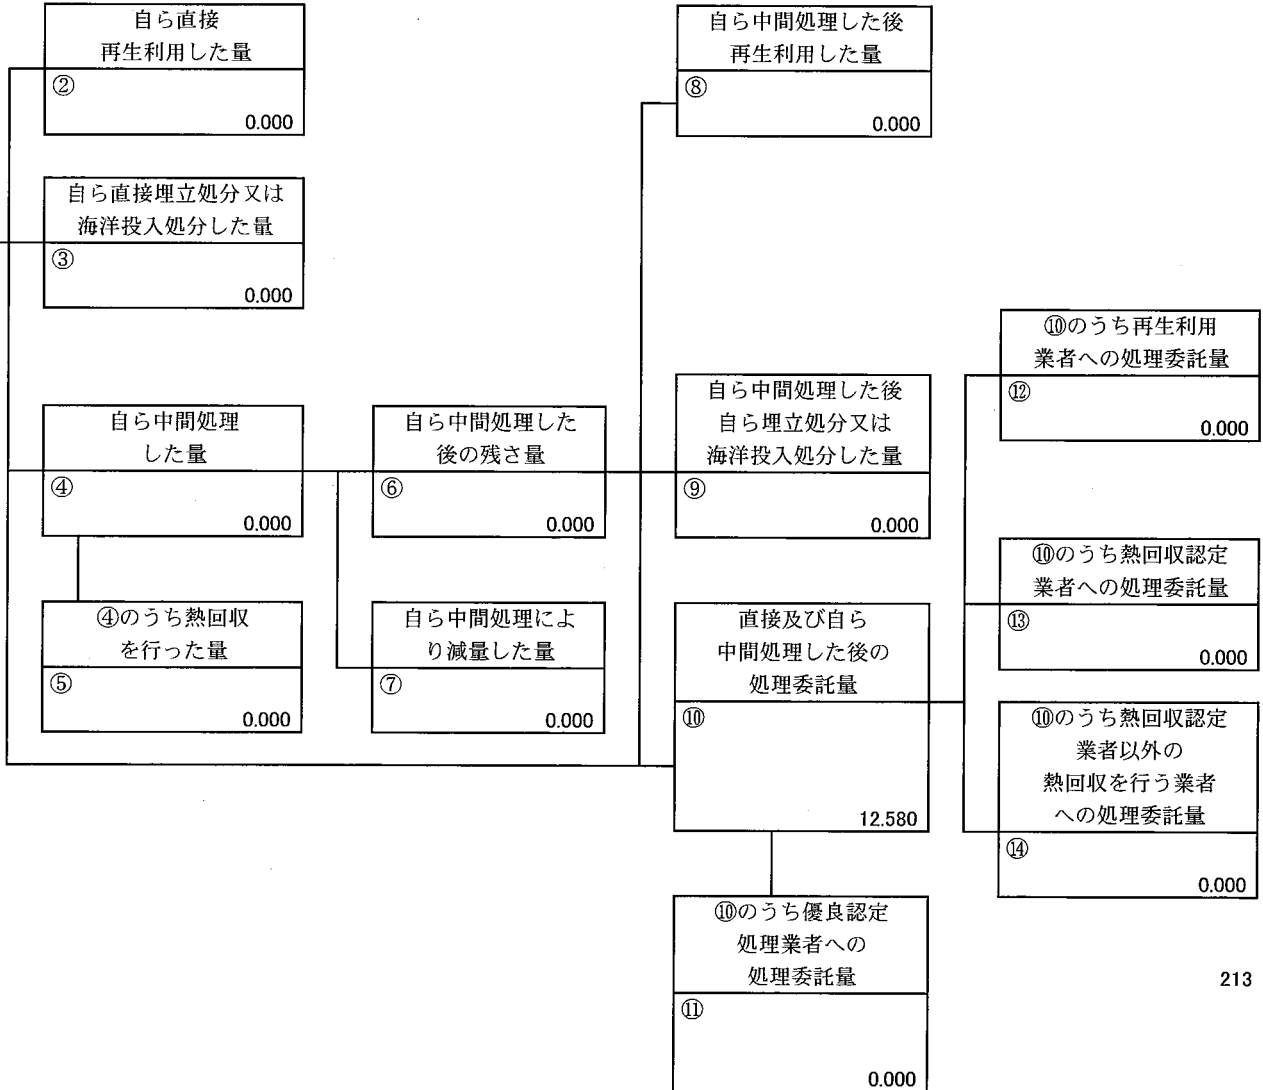 自ら直接
再生利用した量
②
0.000
自ら中間処理した後
再生利用した量
⑧
0.000
自ら直接埋立処分又は
海洋投入処分した量
③
0.000
⑩のうち再生利用
業者への処理委託量
⑫
0.000
自ら中間処理
した量
④
0.000
自ら中間処理した
後の残さ量
⑥
0.000
自ら中間処理した後
自ら埋立処分又は
海洋投入処分した量
⑨
0.000
⑩のうち熱回収認定
業者への処理委託量
⑬
0.000
④のうち熱回収
を行った量
⑤
0.000
自ら中間処理によ
り減量した量
⑦
0.000
直接及び自ら
中間処理した後の
処理委託量
⑩
12.580
⑩のうち熱回収認定
業者以外の
熱回収を行う業者
への処理委託量
⑭
0.000
⑩のうち優良認定
処理業者への
処理委託量
⑪
0.000
213